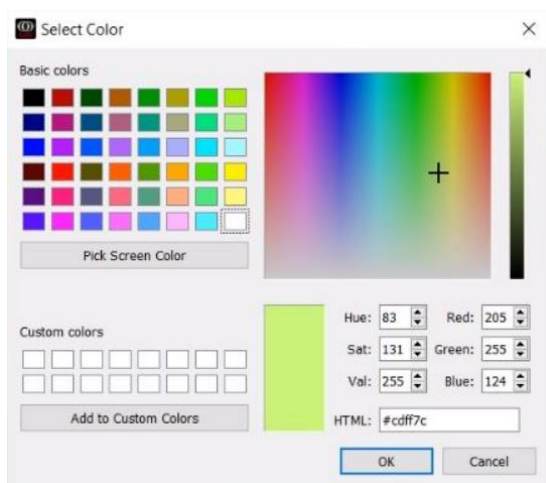 Select Color
Basic colors
Pick Screen Color
Custom colors
Add to Custom Colors
Hue: 83 Red: 205
Sat: 131 Green: 255
Val: 255 Blue: 124
HTML: #cdff7c
OK Cancel